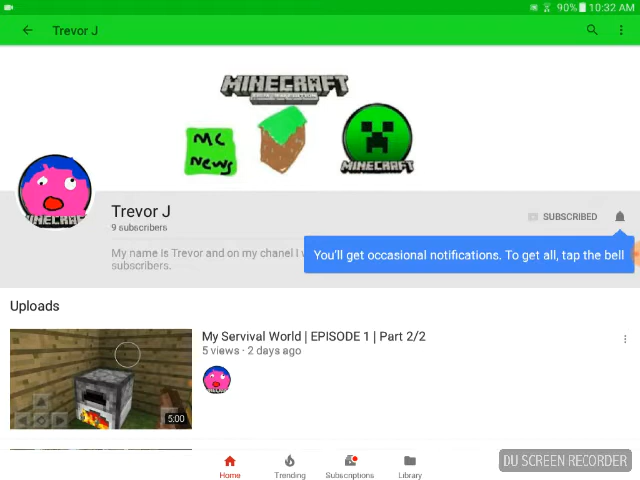 90% 10:32 AM
Trevor J
MINECRAFT
MC
News
MINECRAFT
MINECRAF
Trevor J
9 subscribers
SUBSCRIBED
My name Is Trevor and on my chanel I
subscribers.
You'll get occasional notifications. To get all, tap the bell
Uploads
My Servival World | EPISODE 1 | Part 2/2
5 views · 2 days ago
5:00
Home
Trending
Subscriptions
Library
DU SCREEN RECORDER